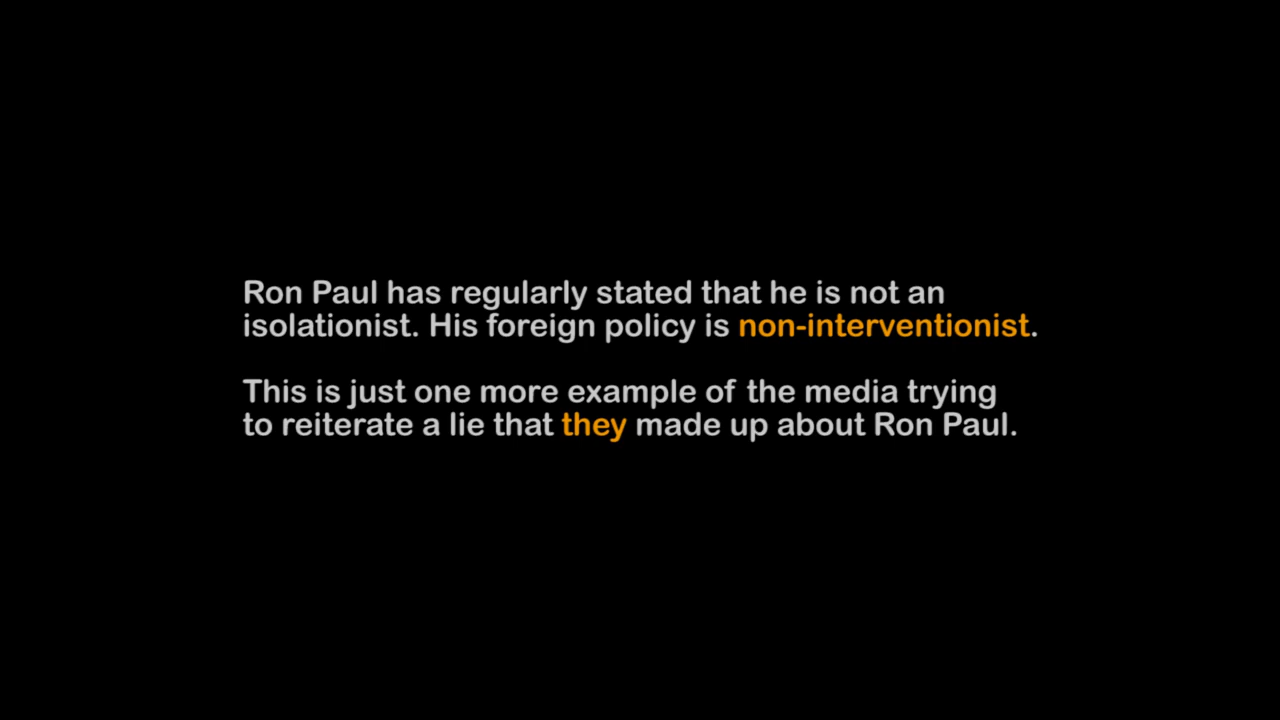 Ron Paul has regularly stated that he is not an
isolationist. His foreign policy is non-interventionist.
This is just one more example of the media trying
to reiterate a lie that they made up about Ron Paul.